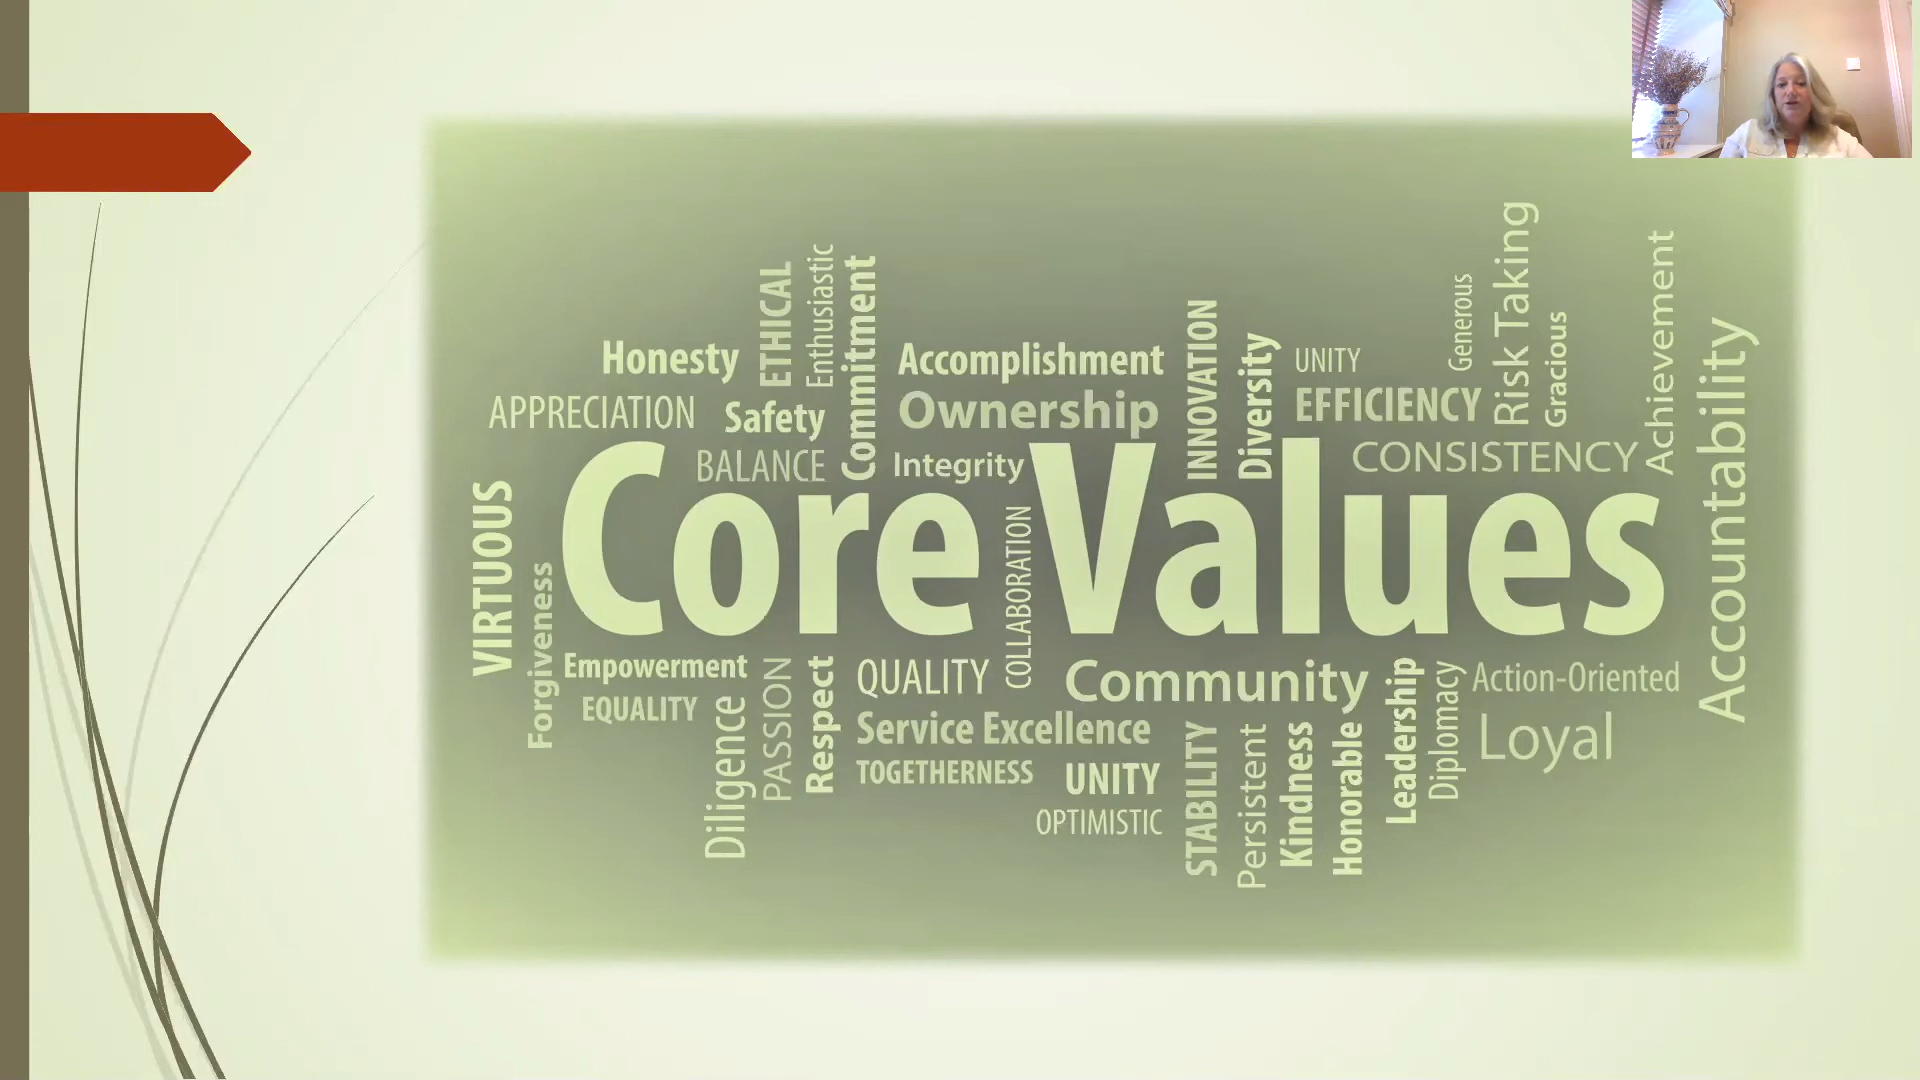 Honesty
ETHICAL
Enthusiastic
Commitment
Accomplishment
INNOVATION
Diversity
UNITY
Generous
Risk Taking
Gracious
Achievement
Accountability
APPRECIATION
Safety
Ownership
EFFICIENCY
BALANCE
Integrity
CONSISTENCY
VIRTUOUS
Forgiveness
Core Values
COLLABORATION
Empowerment
EQUALITY
Diligence
PASSION
Respect
QUALITY
Community
Service Excellence
TOGETHERNESS
UNITY
OPTIMISTIC
STABILITY
Persistent
Kindness
Honorable
Leadership
Diplomacy
Action-Oriented
Loyal